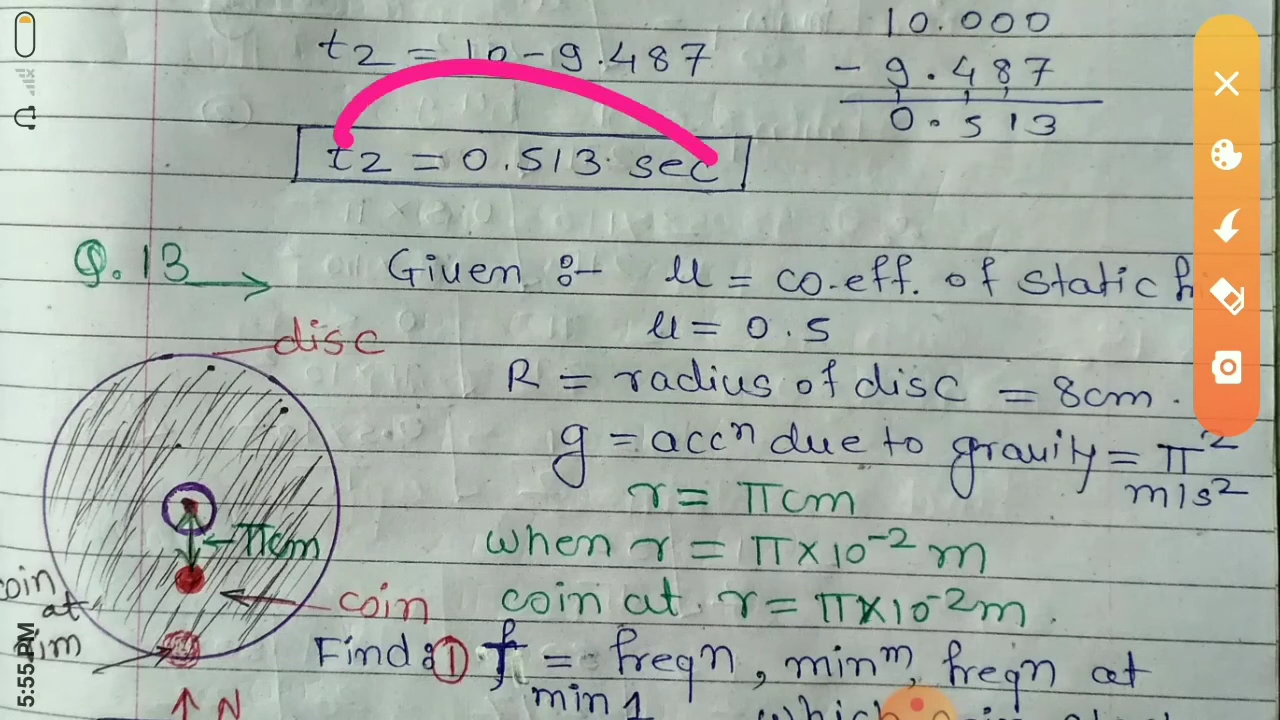 10.000
t2 = 10 - 9.487
- 9.487
0.513
t2 = 0.513 sec
Q.13 → Given :- μ = co.eff. of static
μ = 0.5
disc
R = radius of disc = 8cm.
g = accn due to gravity = π² m/s²
r = π cm
πcm
when r = π×10⁻² m
coin at
coin
coin at r = π×10⁻² m.
Find : ① f min 1 = freqn, minm, freqn at
↑ N
which
5:55 PM